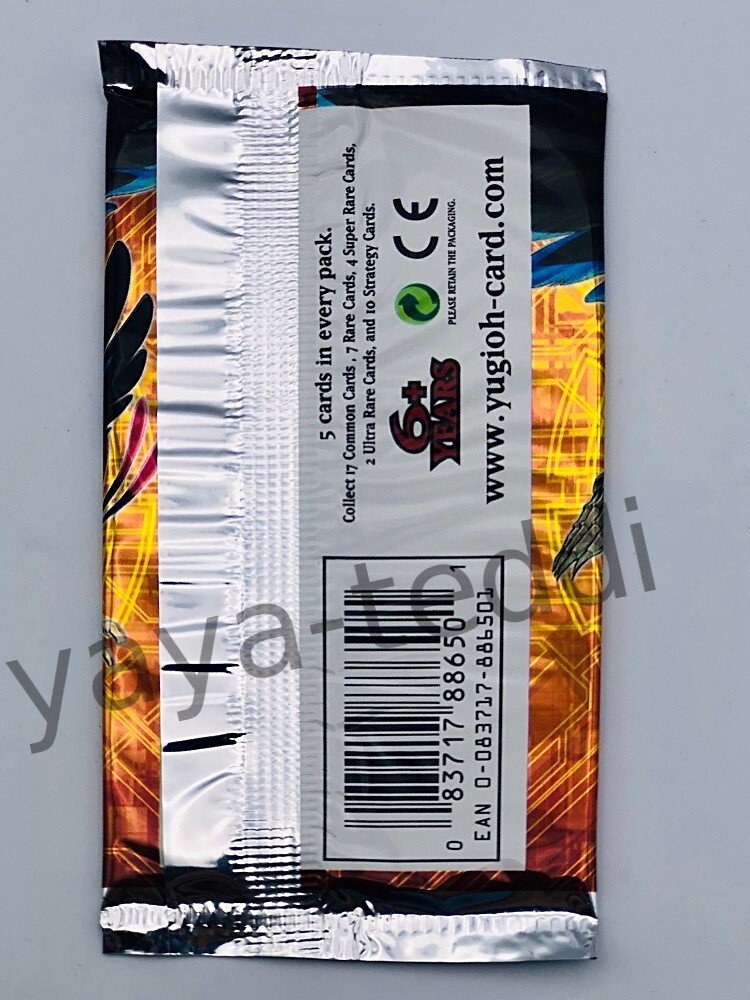 5 cards in every pack.
Collect 17 Common Cards , 7 Rare Cards, 4 Super Rare Cards,
2 Ultra Rare Cards, and 10 Strategy Cards.
6+
YEARS
CE
PLEASE RETAIN THE PACKAGING.
www.yugioh-card.com
0 83717 88650 1
EAN 0-083717-886501
yaya-teddi